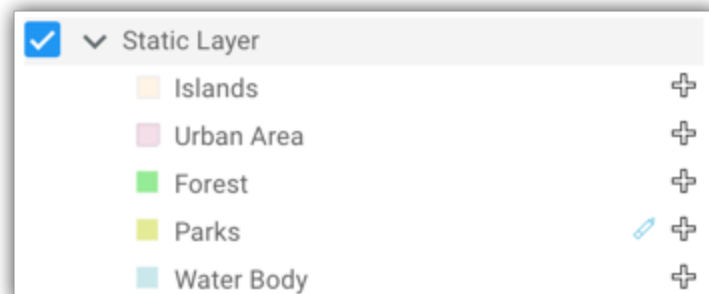 Static Layer
Islands
Urban Area
Forest
Parks
Water Body